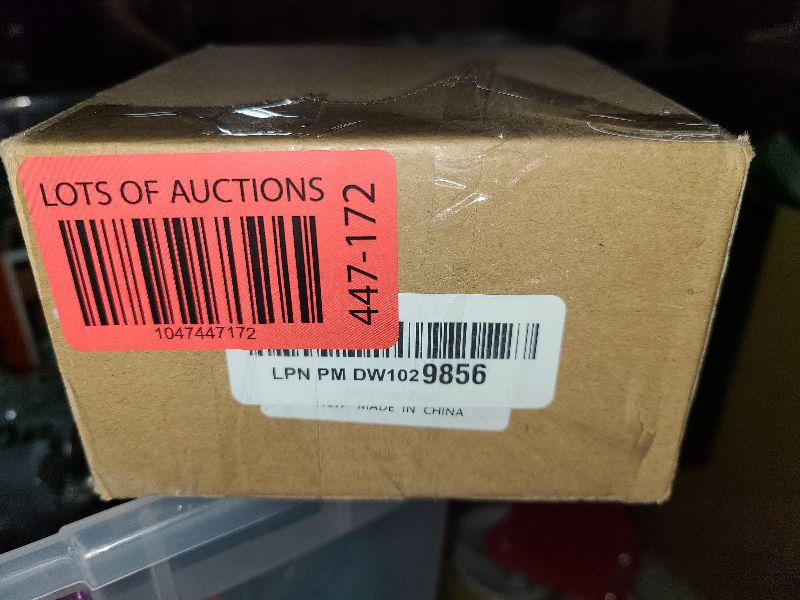 LOTS OF AUCTIONS
447-172
1047447172
LPN PM DW1029856
MADE IN CHINA